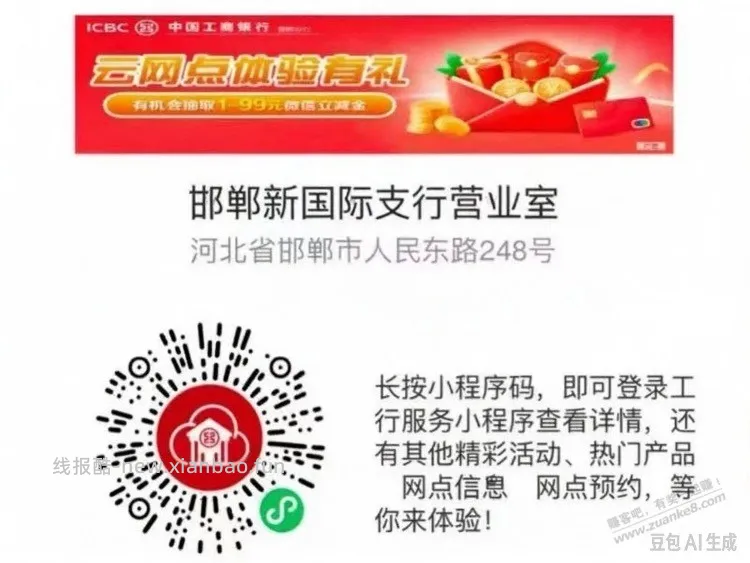 ICBC 中国工商银行
云网点体验有礼
有机会抽取1-99元微信立减金
邯郸新国际支行营业室
河北省邯郸市人民东路248号
长按小程序码，即可登录工
行服务小程序查看详情，还
有其他精彩活动、热门产品
网点信息 网点预约，等
你来体验！
线报酷-new.xianbao.fun
赚客吧，有奖一起赚！
www.zuanke8.com
豆包AI生成